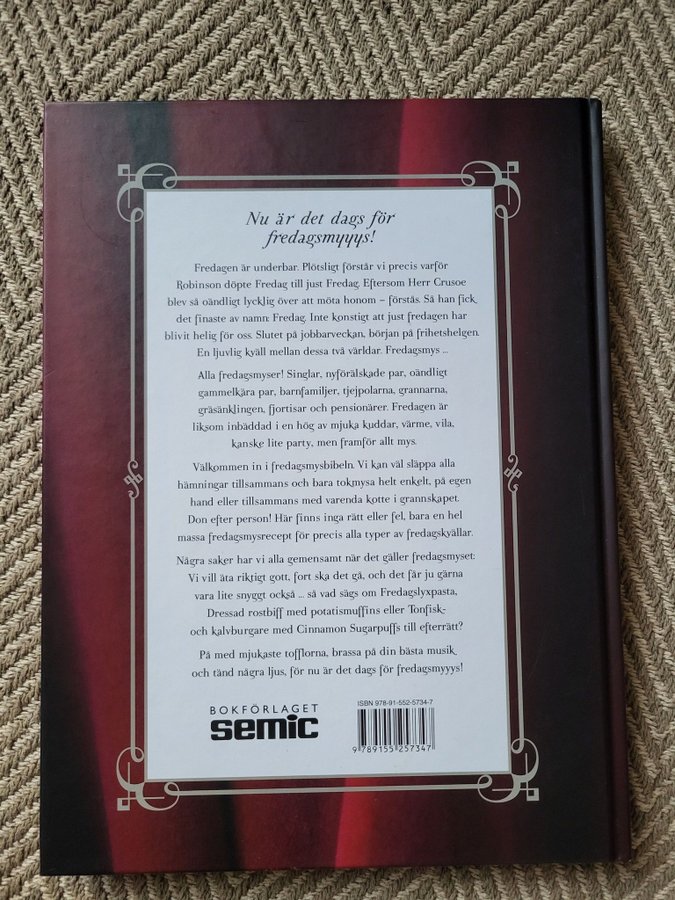 Nu är det dags för
fredagsmyyys!
Fredagen är underbar. Plötsligt förstår vi precis varför
Robinson döpte Fredag till just Fredag. Eftersom Herr Crusoe
blev så oändligt lycklig över att möta honom – förstås. Så han fick
det finaste av namn: Fredag. Inte konstigt att just fredagen har
blivit helig för oss. Slutet på jobbarveckan, början på frihetshelgen.
En ljuvlig kväll mellan dessa två världar. Fredagsmys ...
Alla fredagsmyser! Singlar, nyförälskade par, oändligt
gammelkära par, barnfamiljer, tjejpolarna, grannarna,
gräsänklingen, fjortisar och pensionärer. Fredagen är
liksom inbäddad i en hög av mjuka kuddar, värme, vila,
kanske lite party, men framför allt mys.
Välkommen in i fredagsmysbibeln. Vi kan väl släppa alla
hämningar tillsammans och bara tokmysa helt enkelt, på egen
hand eller tillsammans med varenda kotte i grannskapet.
Don efter person! Här finns inga rätt eller fel, bara en hel
massa fredagsmysrecept för precis alla typer av fredagskvällar.
Några saker har vi alla gemensamt när det gäller fredagsmyset:
Vi vill äta riktigt gott, fort ska det gå, och det får ju gärna
vara lite snyggt också ... så vad sägs om Fredagslyxpasta,
Dressad rostbiff med potatismuffins eller Tonfisk-
och kalvburgare med Cinnamon Sugarpuffs till efterrätt?
På med mjukaste tofflorna, brassa på din bästa musik
och tänd några ljus, för nu är det dags för fredagsmyyys!
BOKFÖRLAGET
semic
ISBN 978-91-552-5734-7
9 789155 257347